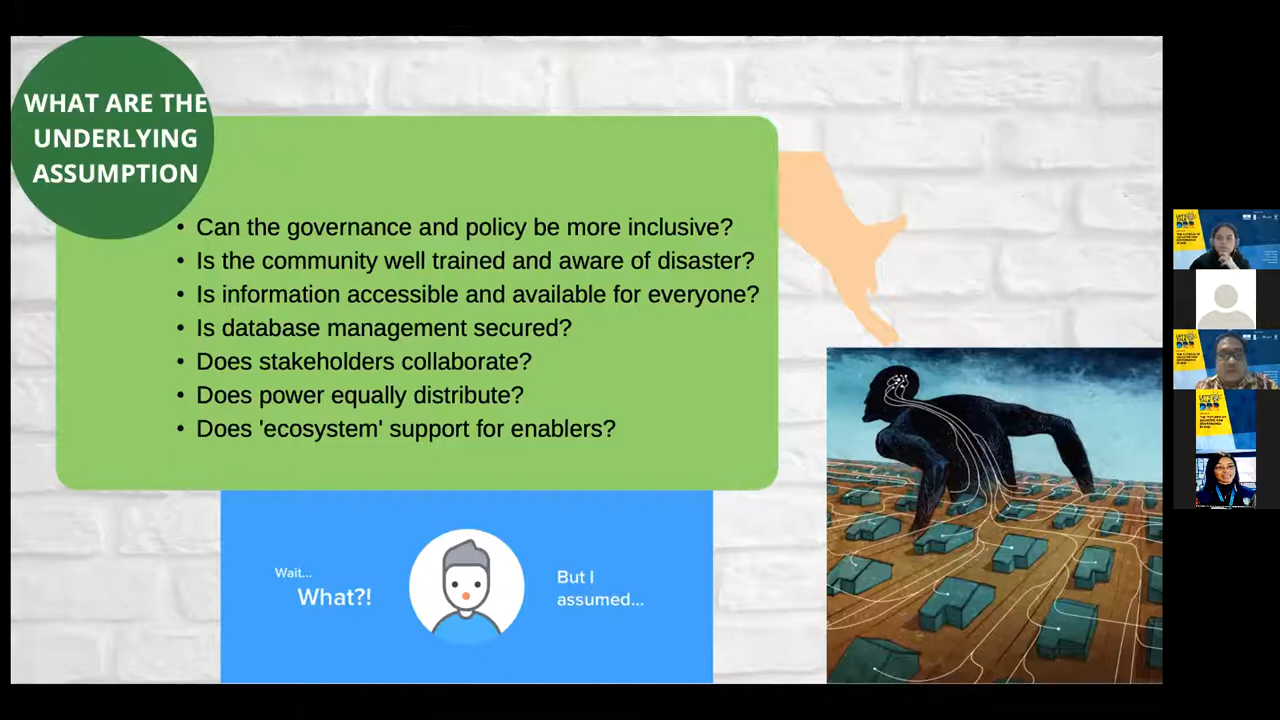 WHAT ARE THE
UNDERLYING
ASSUMPTION
• Can the governance and policy be more inclusive?
• Is the community well trained and aware of disaster?
• Is information accessible and available for everyone?
• Is database management secured?
• Does stakeholders collaborate?
• Does power equally distribute?
• Does 'ecosystem' support for enablers?
Wait...
What?!
But I
assumed...